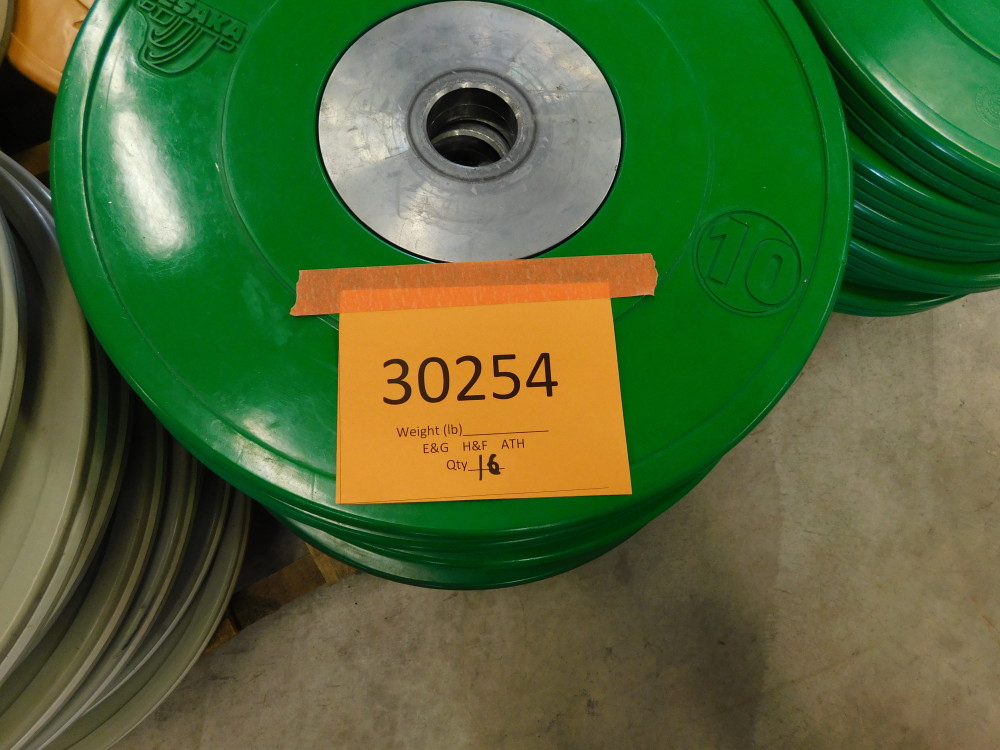 ESAKA
10
30254
Weight (lb)
E&G H&F ATH
Qty 16